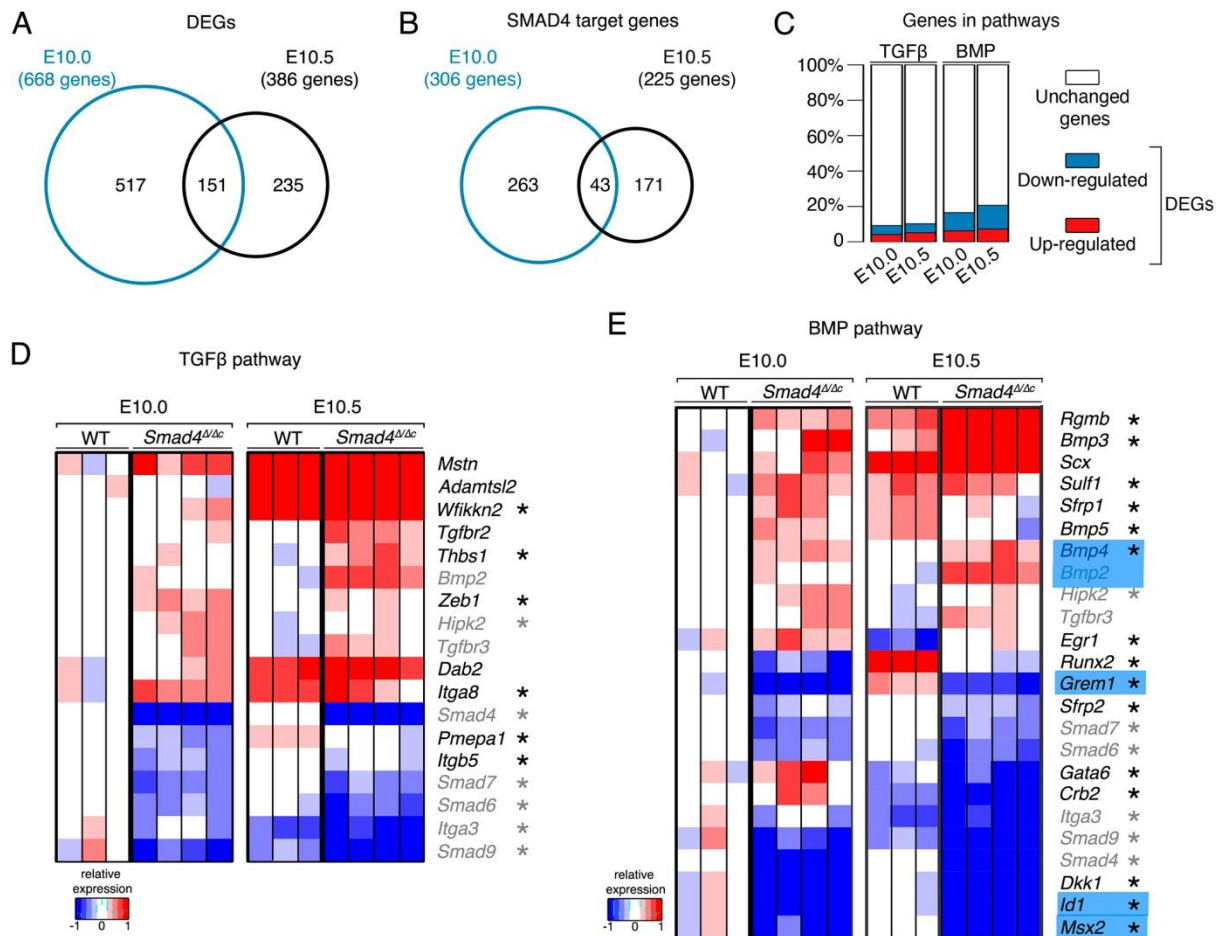 A
DEGs
E10.0
(668 genes)
E10.5
(386 genes)
517
151
235
B
SMAD4 target genes
E10.0
(306 genes)
E10.5
(225 genes)
263
43
171
C
Genes in pathways
TGFβ
BMP
100%
80%
60%
40%
20%
0
E10.0
E10.5
E10.0
E10.5
Unchanged
genes
Down-regulated
Up-regulated
DEGs
D
TGFβ pathway
E10.0
E10.5
WT
Smad4Δ/Δc
WT
Smad4Δ/Δc
Mstn
Adamtsl2
Wfikkn2 *
Tgfbr2
Thbs1 *
Bmp2
Zeb1 *
Hipk2 *
Tgfbr3
Dab2
Itga8 *
Smad4 *
Pmepa1 *
Itgb5 *
Smad7 *
Smad6 *
Itga3 *
Smad9 *
relative
expression
-1 0 1
E
BMP pathway
E10.0
E10.5
WT
Smad4Δ/Δc
WT
Smad4Δ/Δc
Rgmb *
Bmp3 *
Scx
Sulf1 *
Sfrp1 *
Bmp5 *
Bmp4 *
Bmp2
Hipk2 *
Tgfbr3
Egr1 *
Runx2 *
Grem1 *
Sfrp2 *
Smad7 *
Smad6 *
Gata6 *
Crb2 *
Itga3 *
Smad9 *
Smad4 *
Dkk1 *
Id1 *
Msx2 *
relative
expression
-1 0 1